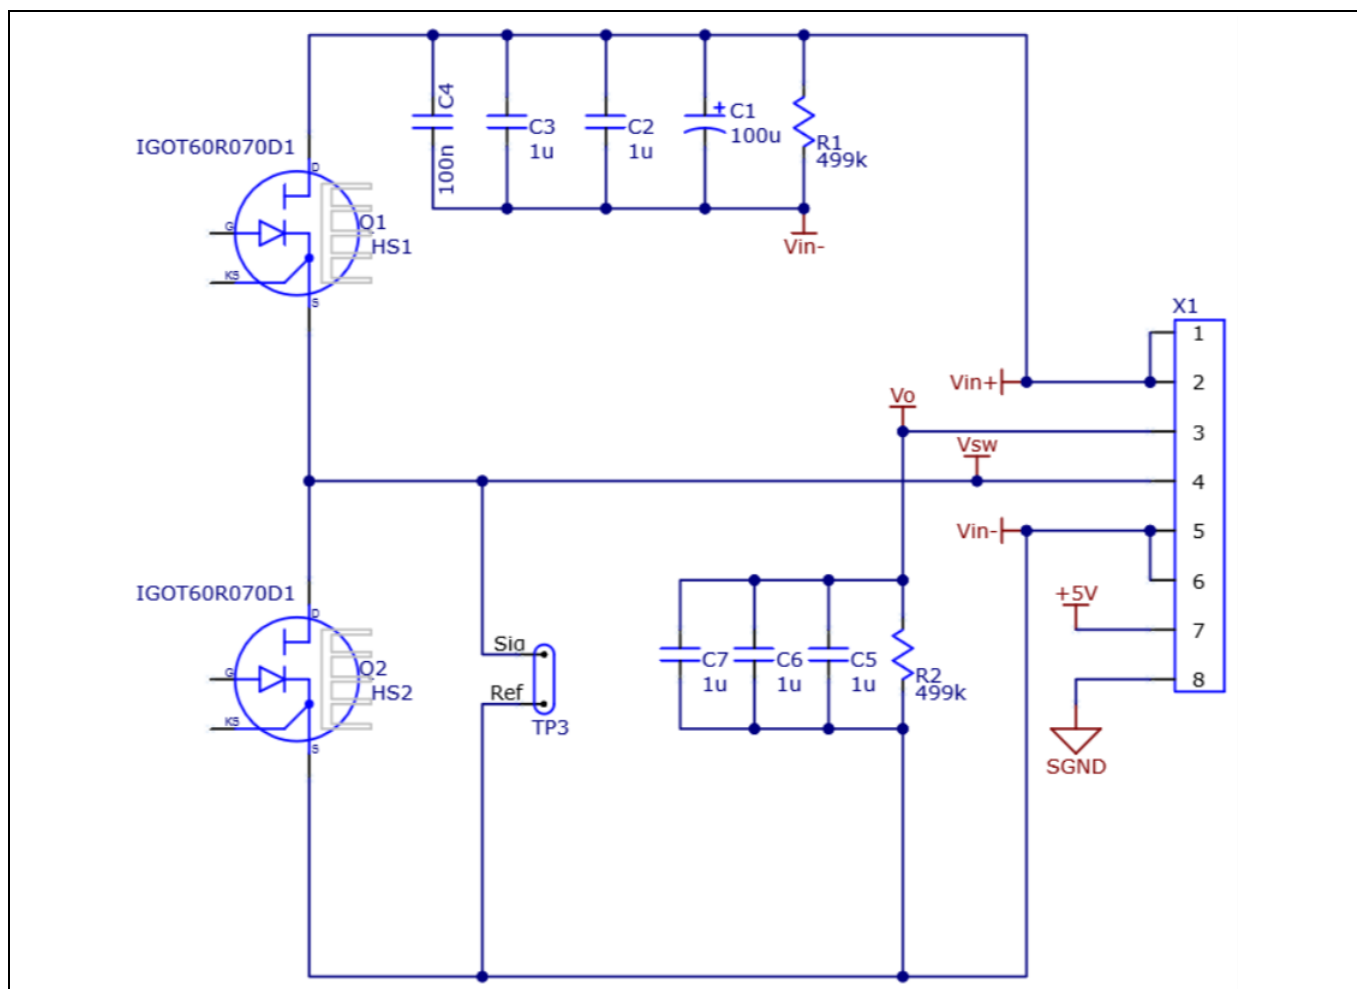 C4
100n
C3
1u
C2
1u
+
C1
100u
R1
499k
Vin-
IGOT60R070D1
D
G
Q1
HS1
KS
S
X1
1
Vin+
2
Vo
3
Vsw
4
Vin-
5
6
+5V
7
8
SGND
IGOT60R070D1
D
G
Q2
HS2
KS
S
Sig
Ref
TP3
C7
1u
C6
1u
C5
1u
R2
499k